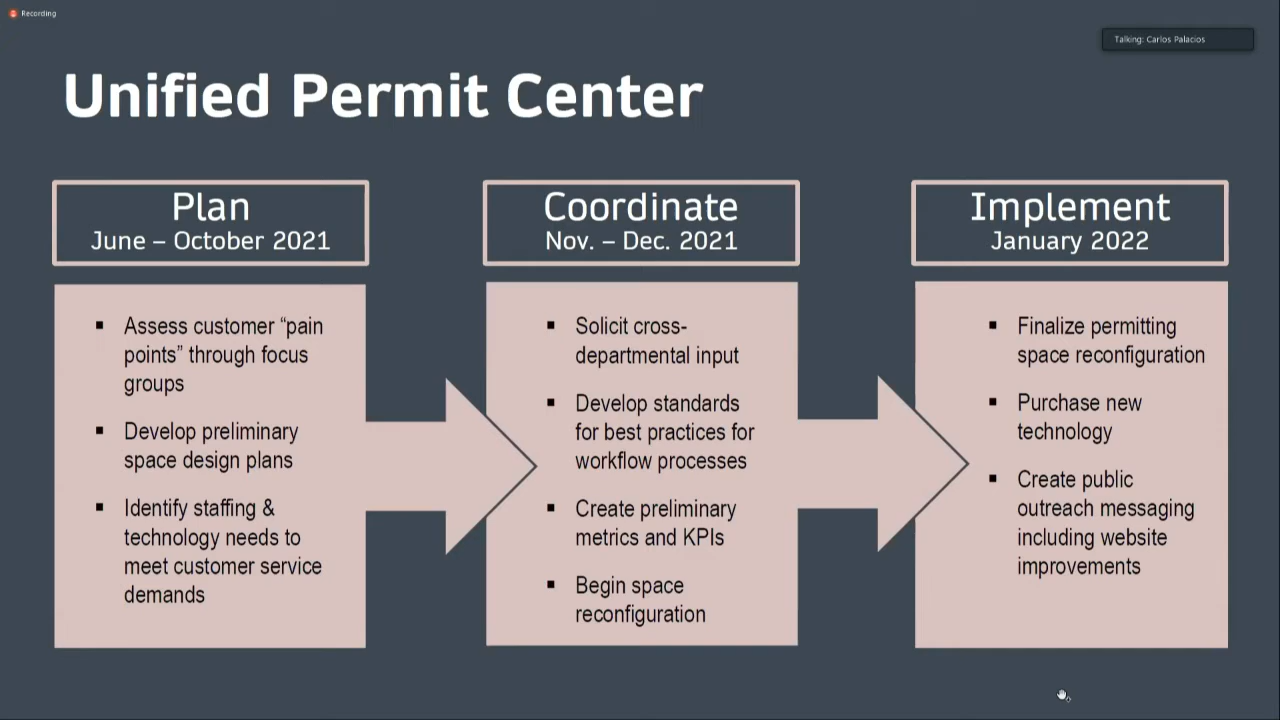 Recording
Talking: Carlos Palacios
Unified Permit Center
Plan
June – October 2021
▪ Assess customer “pain
points” through focus
groups
▪ Develop preliminary
space design plans
▪ Identify staffing &
technology needs to
meet customer service
demands
Coordinate
Nov. – Dec. 2021
▪ Solicit cross-
departmental input
▪ Develop standards
for best practices for
workflow processes
▪ Create preliminary
metrics and KPIs
▪ Begin space
reconfiguration
Implement
January 2022
▪ Finalize permitting
space reconfiguration
▪ Purchase new
technology
▪ Create public
outreach messaging
including website
improvements